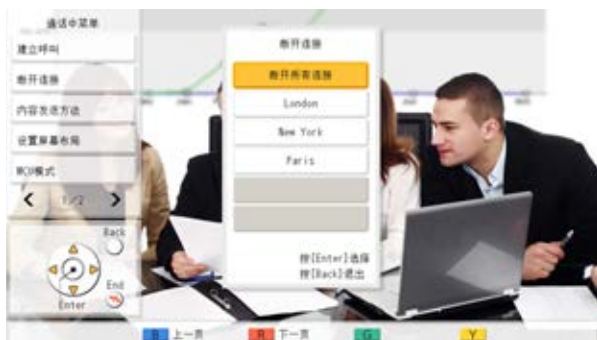 通话中菜单
建立呼叫
断开连接
内容发送方法
设置屏幕布局
MCU模式
1/2
Back
End
Enter
断开连接
断开所有连接
London
New York
Paris
按[Enter]选择
按[Back]退出
B 上一页 R 下一页 G Y